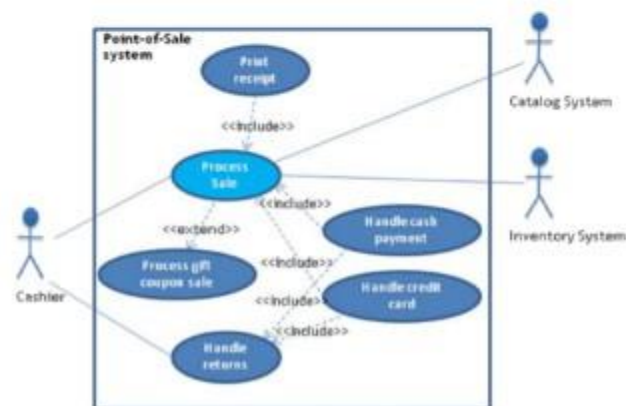 Point-of-Sale
system
Print
receipt
Catalog System
<<include>>
Process
Sale
<<include>>
Handle cash
payment
Inventory System
<<extend>>
Process gift
coupon sale
<<include>>
Cashier
Handle credit
card
<<include>>
<<include>>
Handle
returns